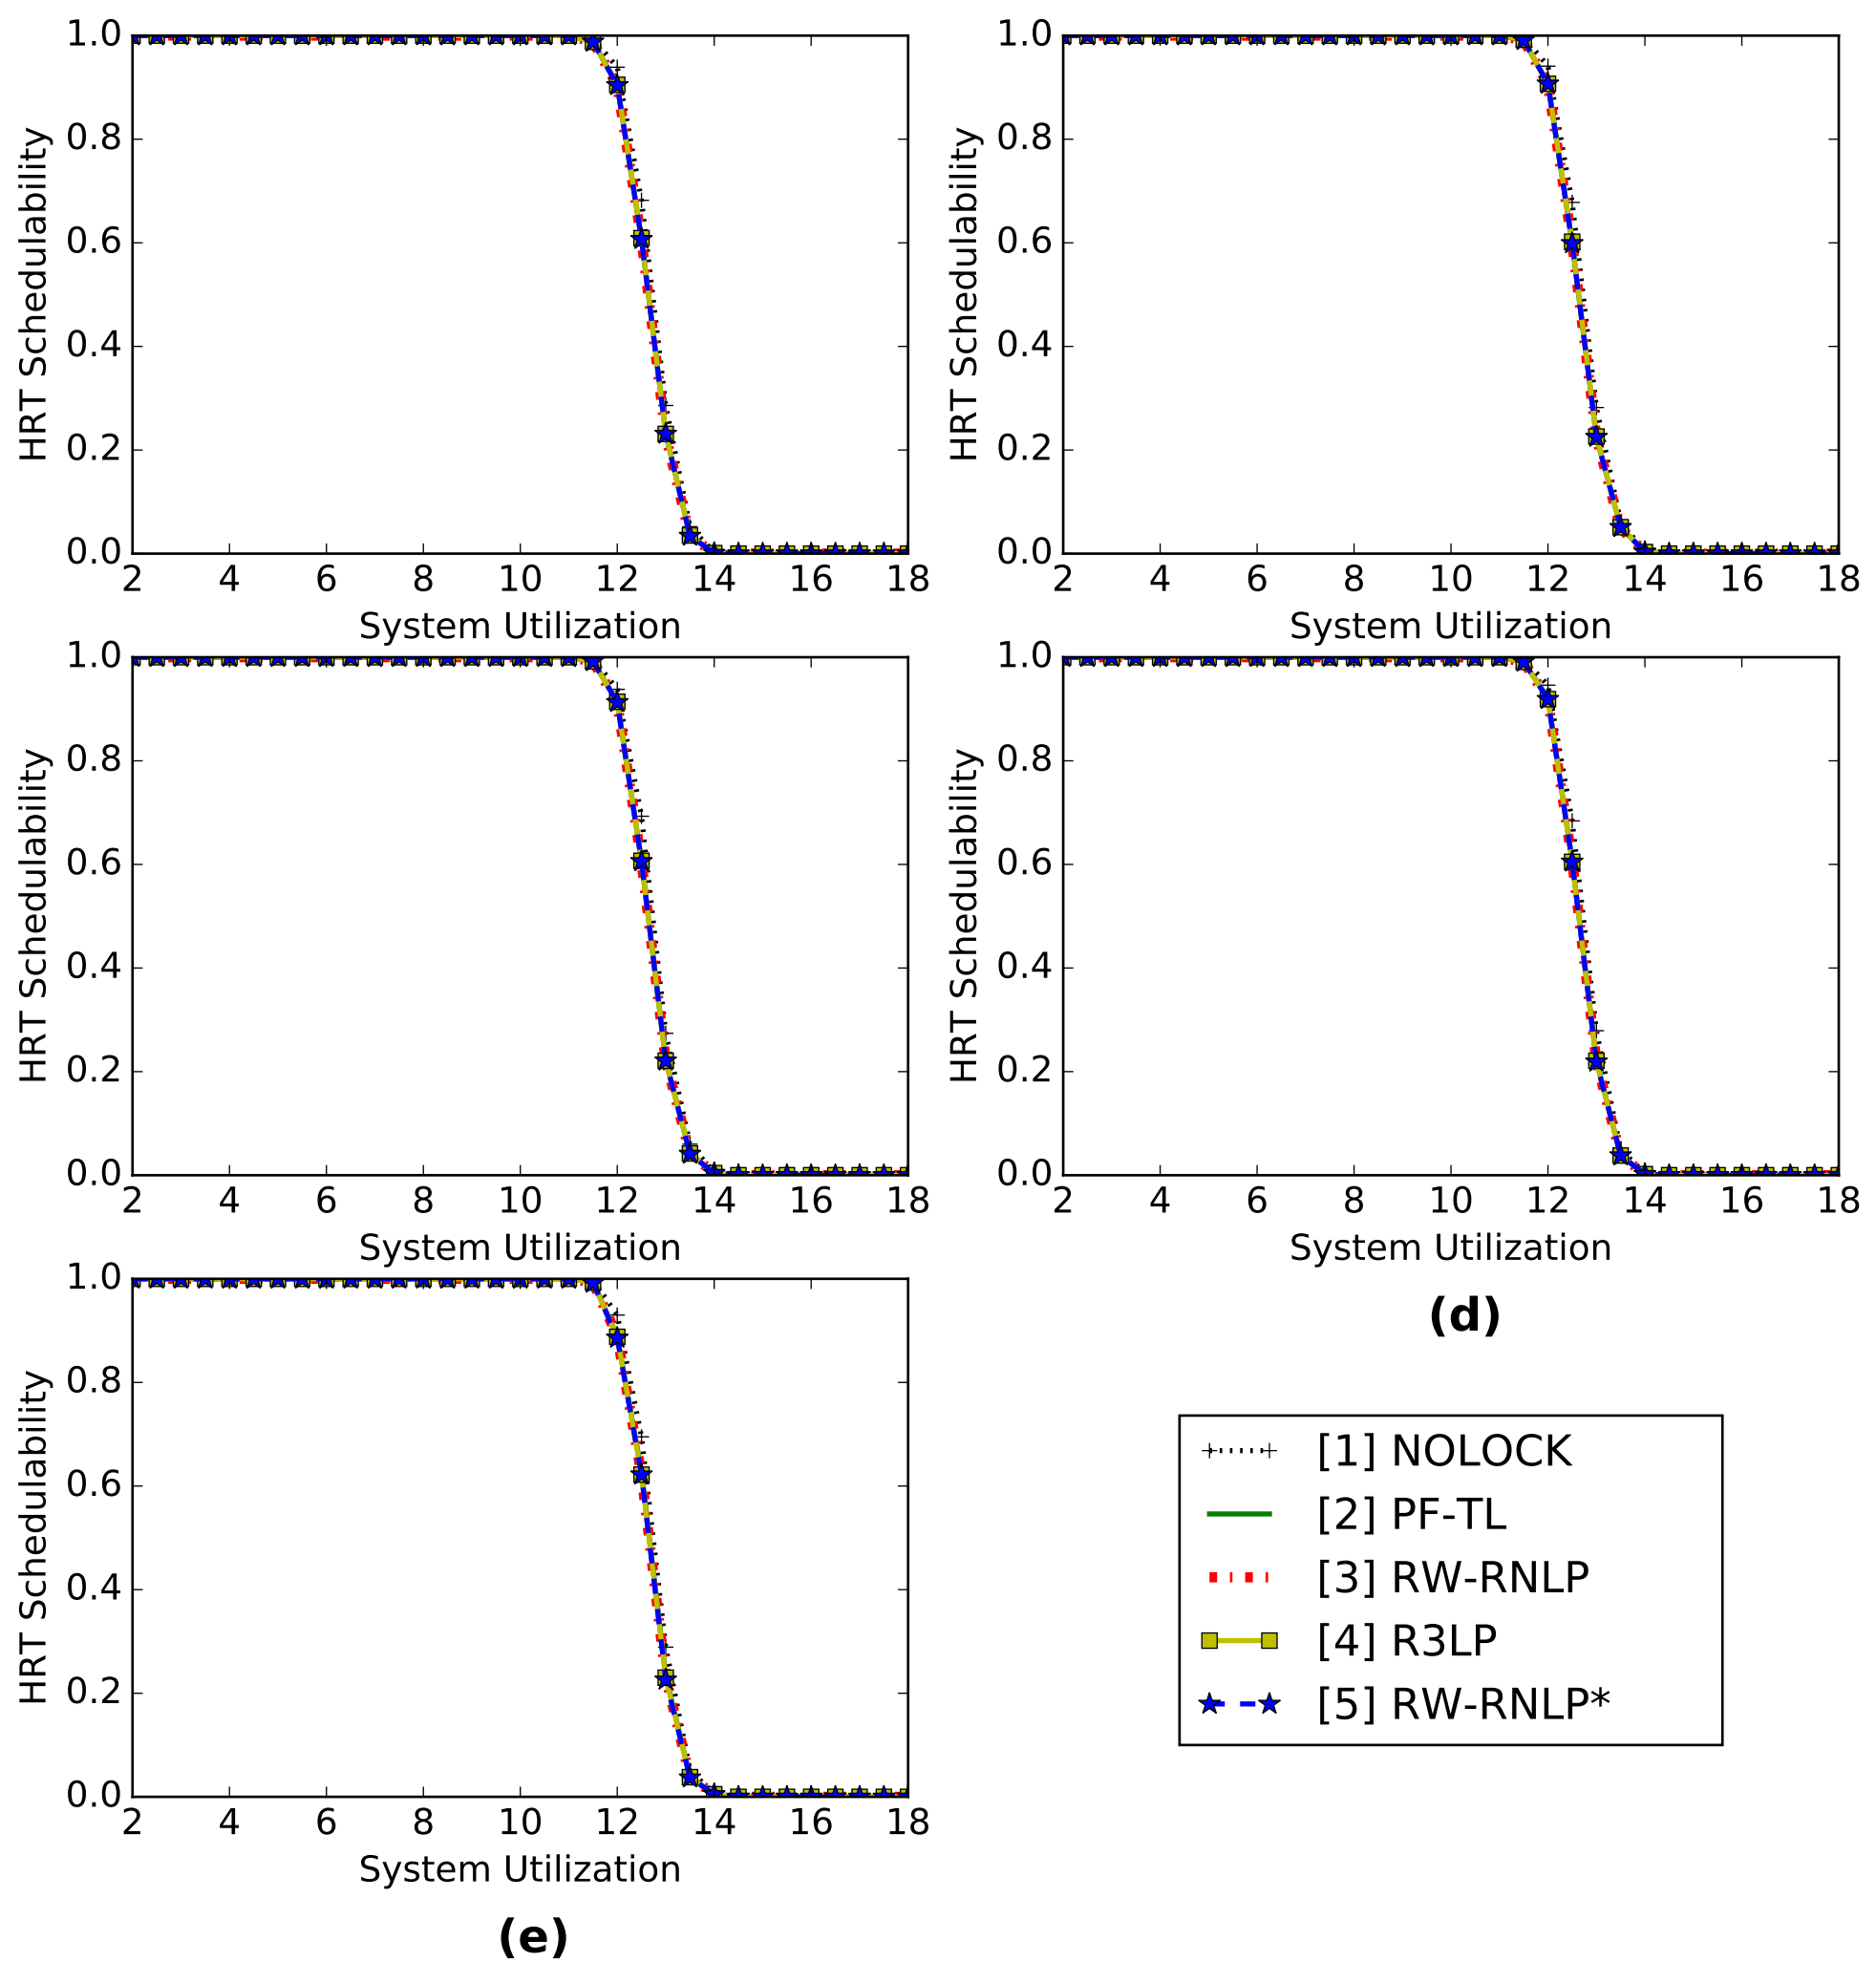 1.0
0.8
0.6
0.4
0.2
0.0
HRT Schedulability
2 4 6 8 10 12 14 16 18
System Utilization
1.0
0.8
0.6
0.4
0.2
0.0
HRT Schedulability
2 4 6 8 10 12 14 16 18
System Utilization
1.0
0.8
0.6
0.4
0.2
0.0
HRT Schedulability
2 4 6 8 10 12 14 16 18
System Utilization
1.0
0.8
0.6
0.4
0.2
0.0
HRT Schedulability
2 4 6 8 10 12 14 16 18
System Utilization
(d)
1.0
0.8
0.6
0.4
0.2
0.0
HRT Schedulability
2 4 6 8 10 12 14 16 18
System Utilization
(e)
[1] NOLOCK
[2] PF-TL
[3] RW-RNLP
[4] R3LP
[5] RW-RNLP*